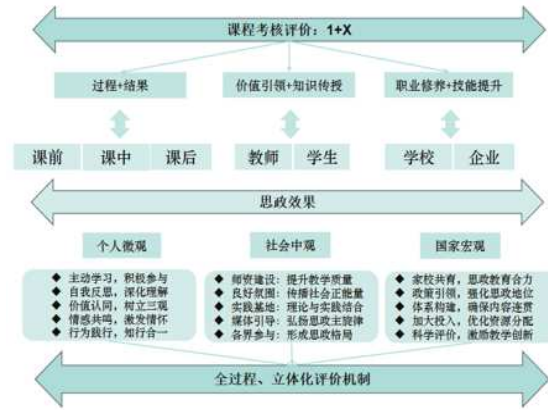 课程考核评价：1+X
过程+结果
价值引领+知识传授
职业修养+技能提升
课前
课中
课后
教师
学生
学校
企业
思政效果
个人微观
社会中观
国家宏观
◆ 主动学习，积极参与
◆ 自我反思，深化理解
◆ 价值认同，树立三观
◆ 情感共鸣，激发情怀
◆ 行为践行，知行合一
◆ 师资建设：提升教学质量
◆ 良好氛围：传播社会正能量
◆ 实践基地：理论与实践结合
◆ 媒体引导：弘扬思政主旋律
◆ 各界参与：形成思政格局
◆ 家校共育，思政教育合力
◆ 政策引领，强化思政地位
◆ 体系构建，确保内容连贯
◆ 加大投入，优化资源分配
◆ 科学评价，激励教学创新
全过程、立体化评价机制